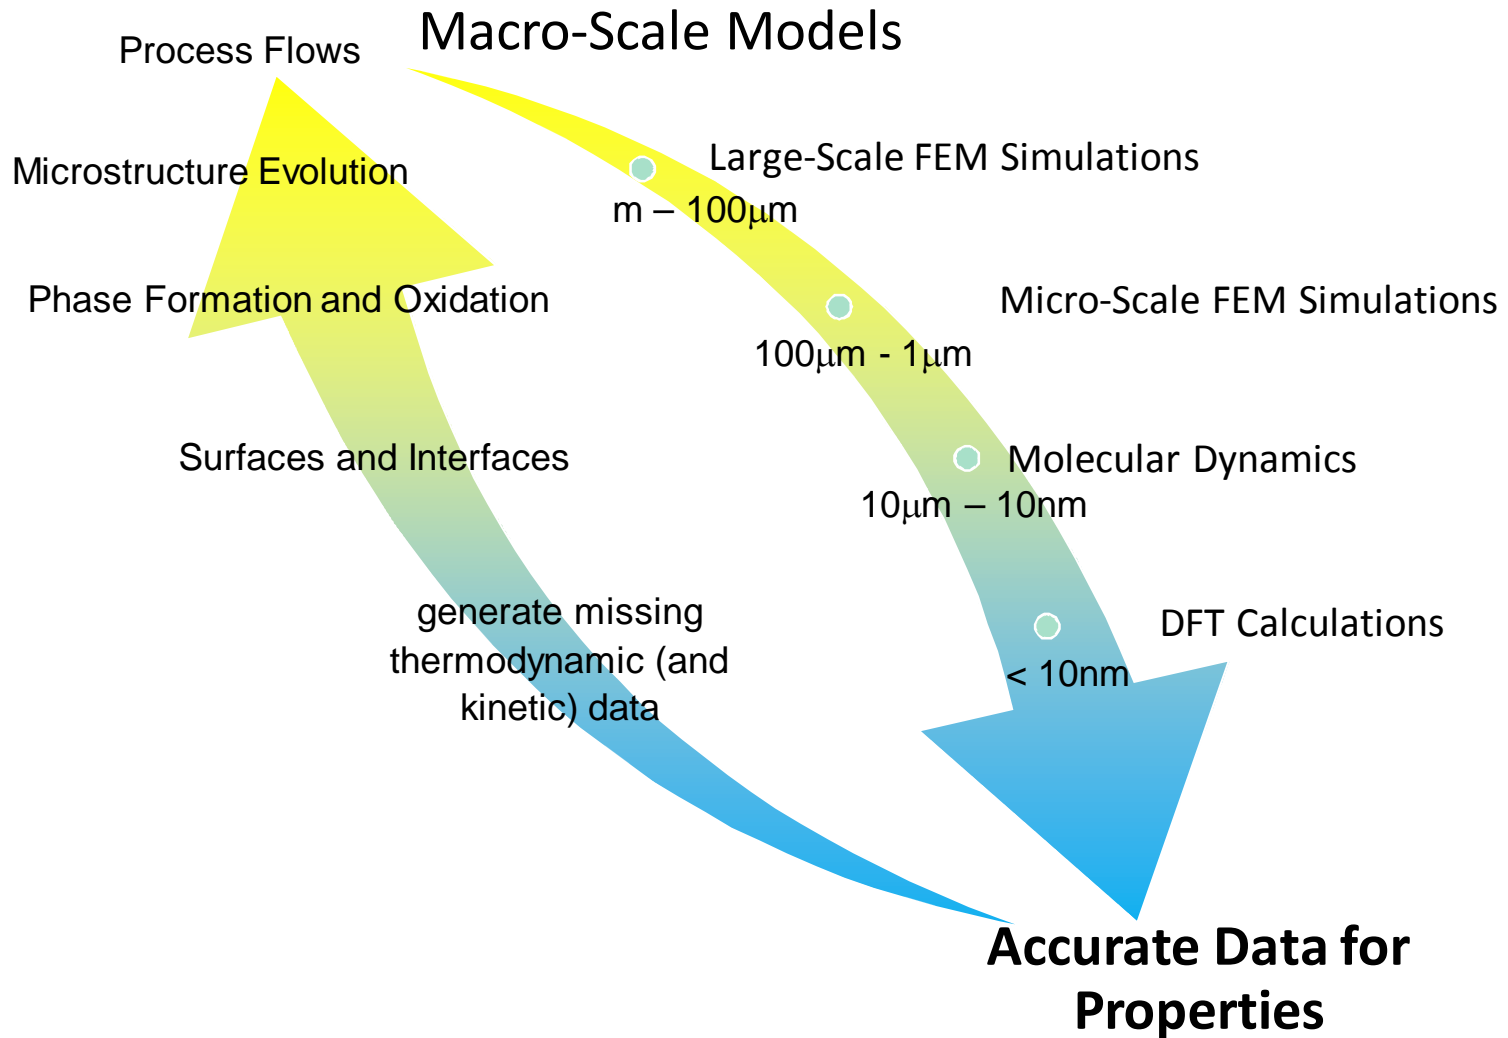 Process Flows
Macro-Scale Models
Microstructure Evolution
Large-Scale FEM Simulations
m – 100μm
Phase Formation and Oxidation
Micro-Scale FEM Simulations
100μm - 1μm
Surfaces and Interfaces
Molecular Dynamics
10μm – 10nm
generate missing
thermodynamic (and
kinetic) data
DFT Calculations
< 10nm
Accurate Data for
Properties